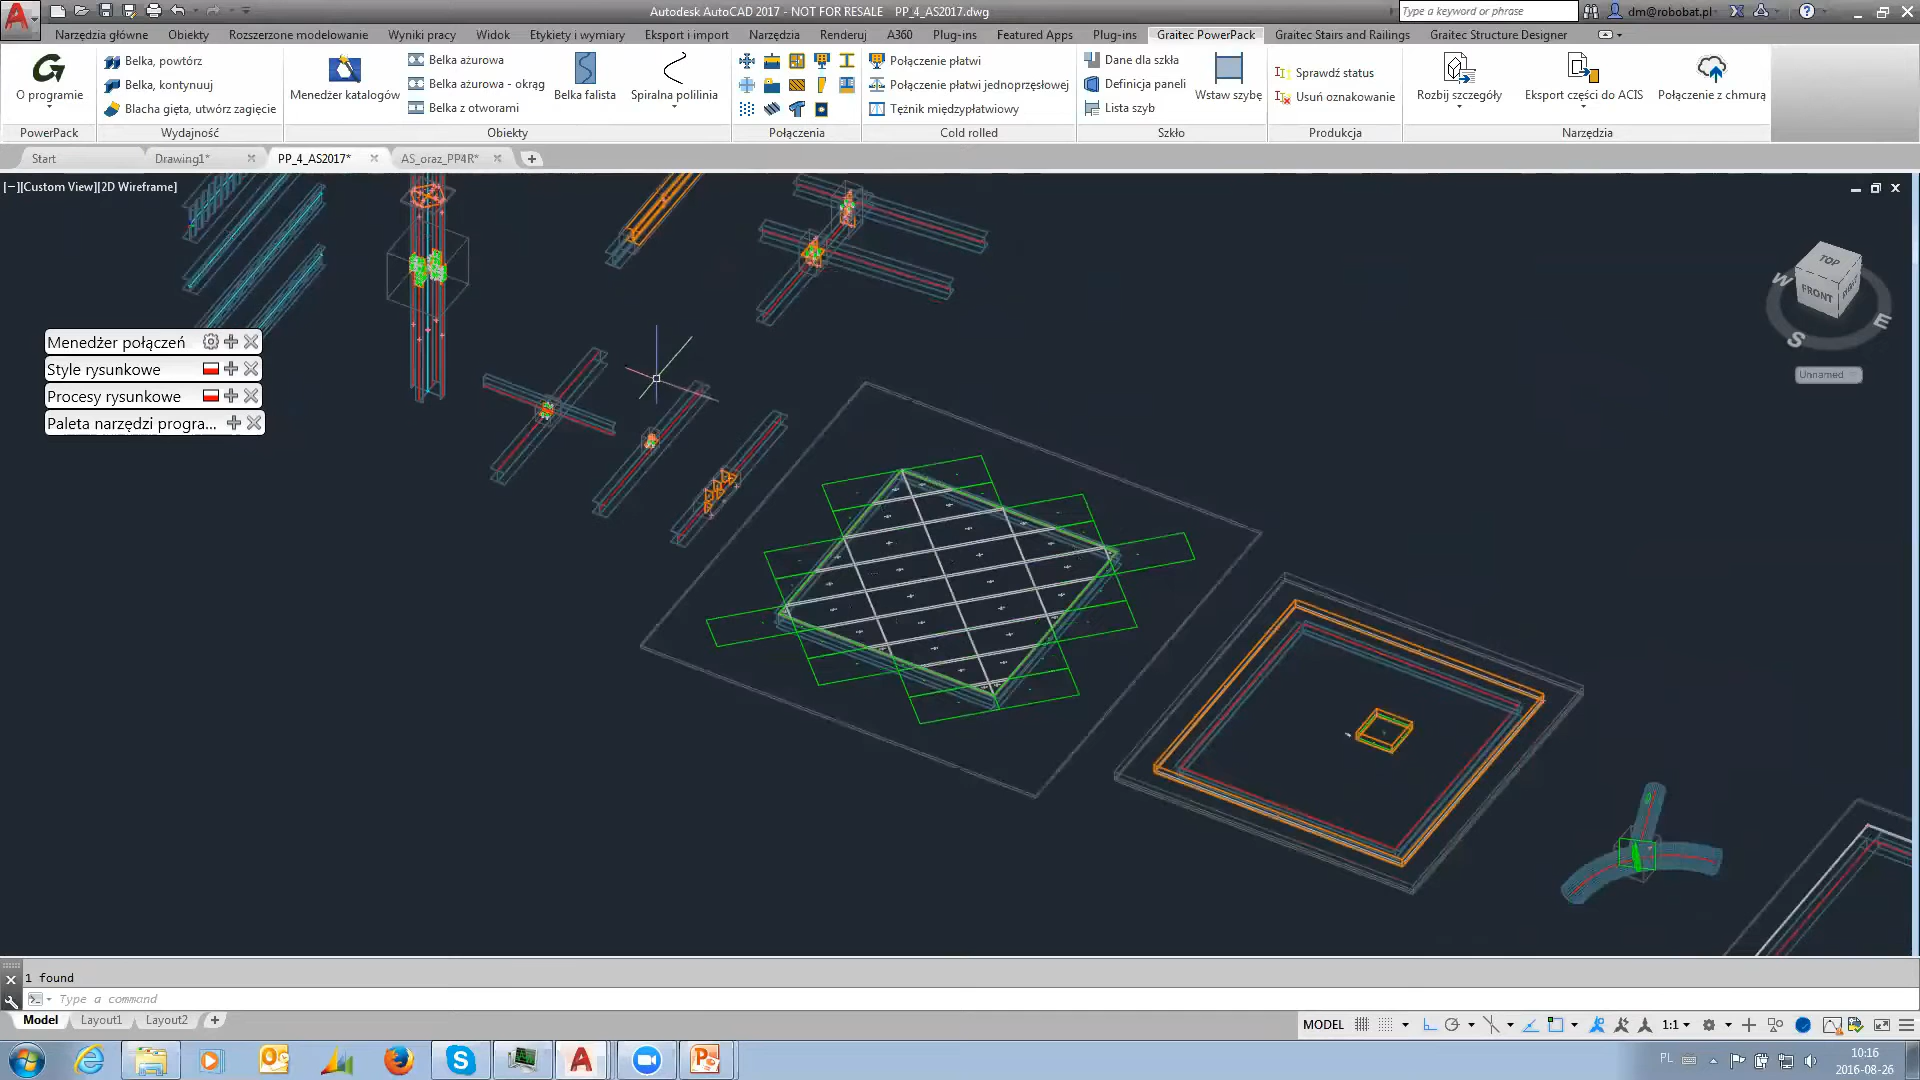 Autodesk AutoCAD 2017 - NOT FOR RESALE PP_4_AS2017.dwg
Type a keyword or phrase
dm@robobat.pl
Narzędzia główne Obiekty Rozszerzone modelowanie Wyniki pracy Widok Etykiety i wymiary Eksport i import Narzędzia Renderuj A360 Plug-ins Featured Apps Plug-ins Graitec PowerPack Graitec Stairs and Railings Graitec Structure Designer
O programie
PowerPack
Belka, powtórz
Belka, kontynuuj
Blacha gięta, utwórz zagięcie
Wydajność
Menedżer katalogów
Belka ażurowa
Belka ażurowa - okrąg
Belka z otworami
Belka falista
Spiralna polilinia
Obiekty
Połączenia
Połączenie płatwi
Połączenie płatwi jednoprzęsłowej
Tężnik międzypłatwiowy
Cold rolled
Dane dla szkła
Definicja paneli
Lista szyb
Wstaw szybę
Szkło
Sprawdź status
Usuń oznakowanie
Produkcja
Rozbij szczegóły
Eksport części do ACIS
Połączenie z chmurą
Narzędzia
Start Drawing1* PP_4_AS2017* AS_oraz_PP4R*
[−][Custom View][2D Wireframe]
TOP
FRONT
W
S
E
Unnamed
Menedżer połączeń
Style rysunkowe
Procesy rysunkowe
Paleta narzędzi progra...
1 found
Type a command
Model Layout1 Layout2
MODEL
1:1
PL
10:16
2016-08-26